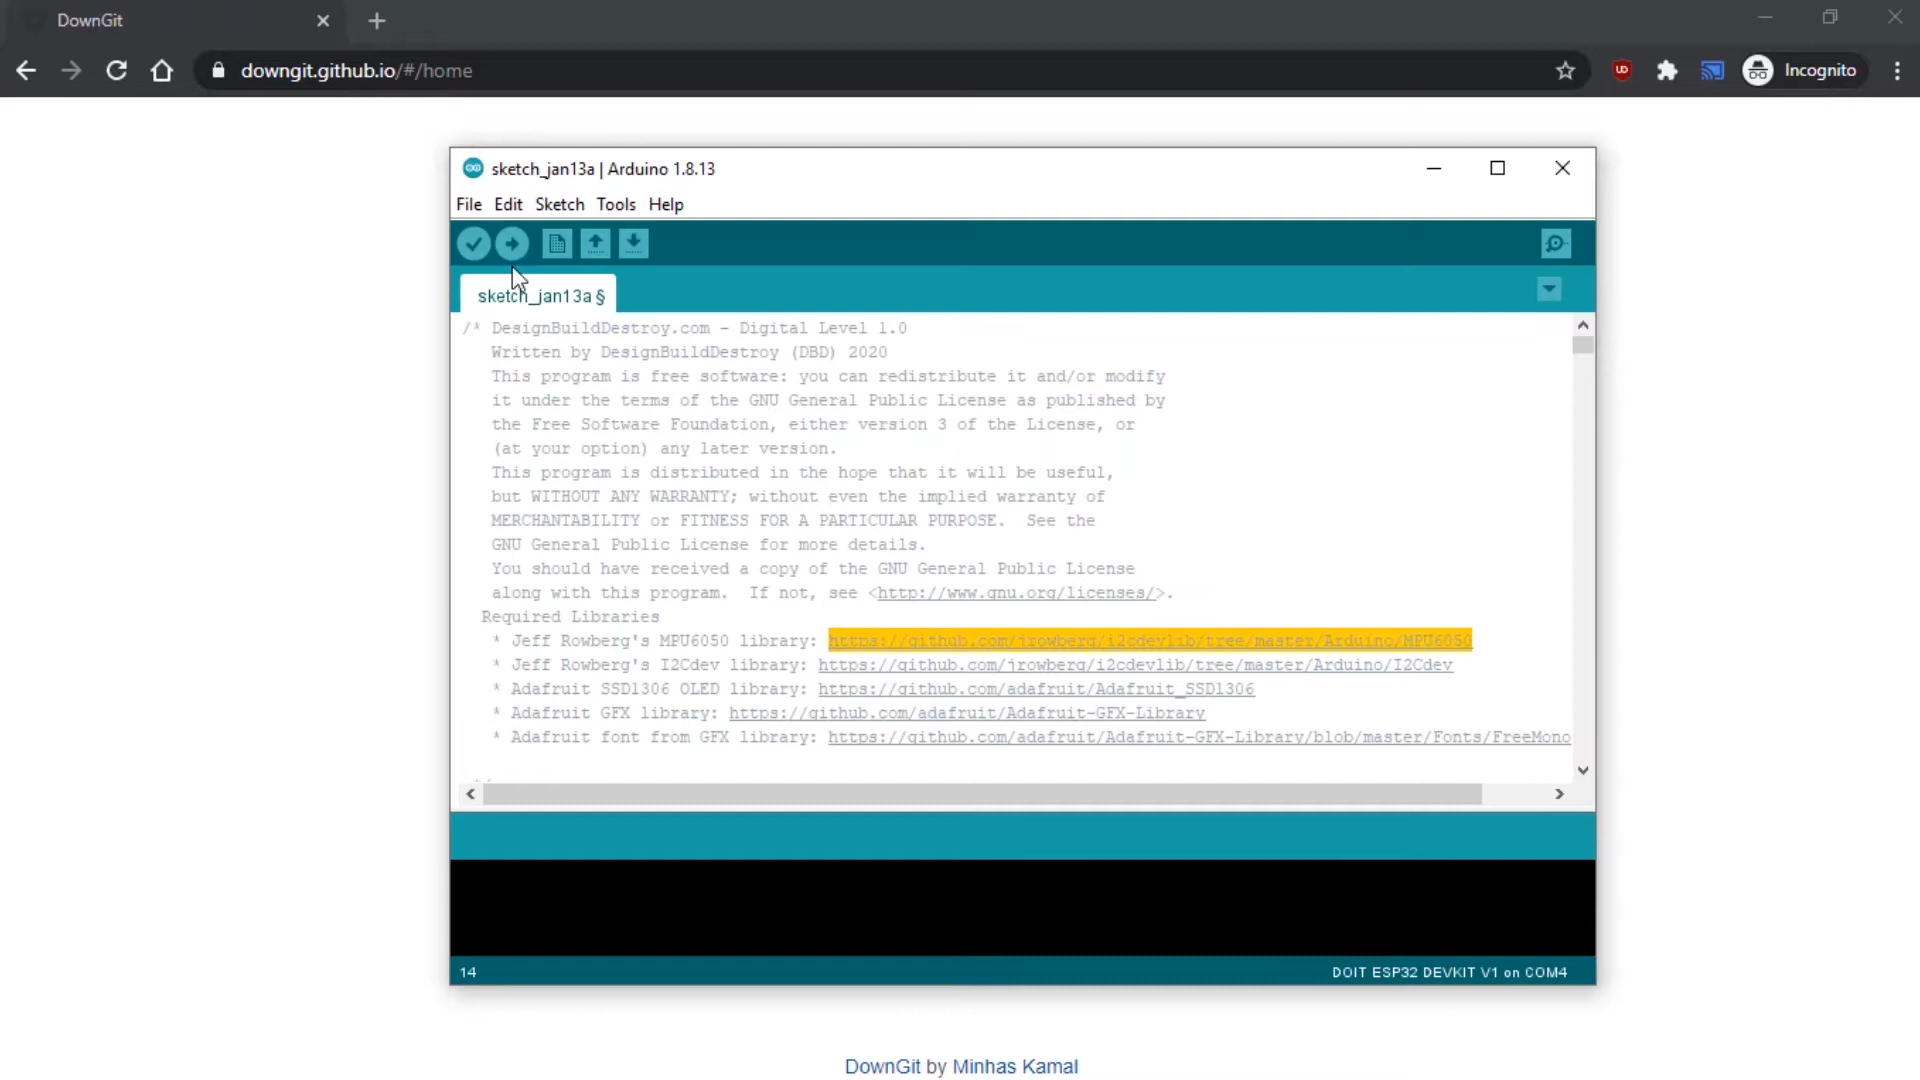 DownGit
downgit.github.io/#/home
Incognito
sketch_jan13a | Arduino 1.8.13
File Edit Sketch Tools Help
sketch_jan13a §
/* DesignBuildDestroy.com - Digital Level 1.0
Written by DesignBuildDestroy (DBD) 2020
This program is free software: you can redistribute it and/or modify
it under the terms of the GNU General Public License as published by
the Free Software Foundation, either version 3 of the License, or
(at your option) any later version.
This program is distributed in the hope that it will be useful,
but WITHOUT ANY WARRANTY; without even the implied warranty of
MERCHANTABILITY or FITNESS FOR A PARTICULAR PURPOSE.  See the
GNU General Public License for more details.
You should have received a copy of the GNU General Public License
along with this program.  If not, see <http://www.gnu.org/licenses/>.
Required Libraries
* Jeff Rowberg's MPU6050 library: https://github.com/jrowberg/i2cdevlib/tree/master/Arduino/MPU6050
* Jeff Rowberg's I2Cdev library: https://github.com/jrowberg/i2cdevlib/tree/master/Arduino/I2Cdev
* Adafruit SSD1306 OLED library: https://github.com/adafruit/Adafruit_SSD1306
* Adafruit GFX library: https://github.com/adafruit/Adafruit-GFX-Library
* Adafruit font from GFX library: https://github.com/adafruit/Adafruit-GFX-Library/blob/master/Fonts/FreeMono
14
DOIT ESP32 DEVKIT V1 on COM4
DownGit by Minhas Kamal